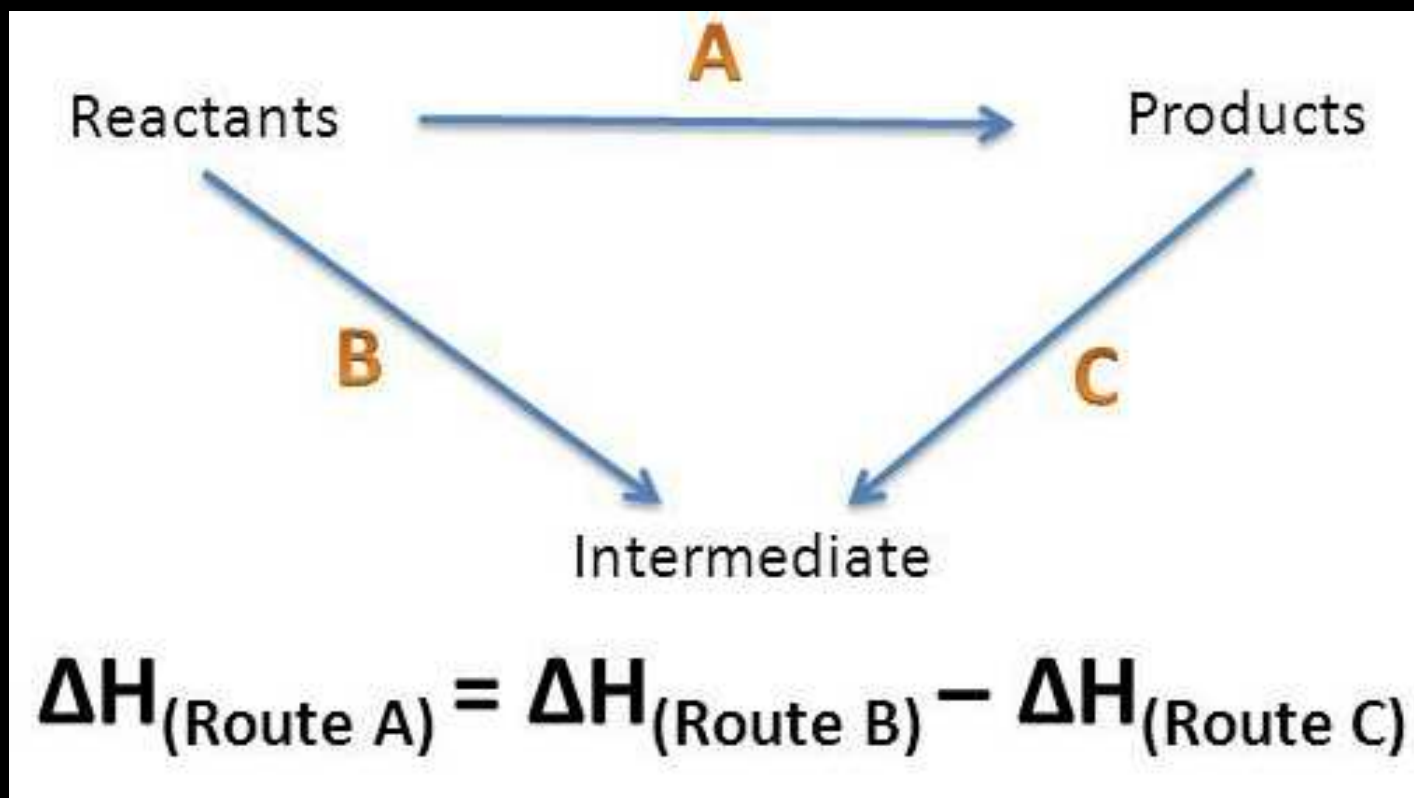 A
Reactants
Products
B
C
Intermediate
ΔH(Route A) = ΔH(Route B) – ΔH(Route C)